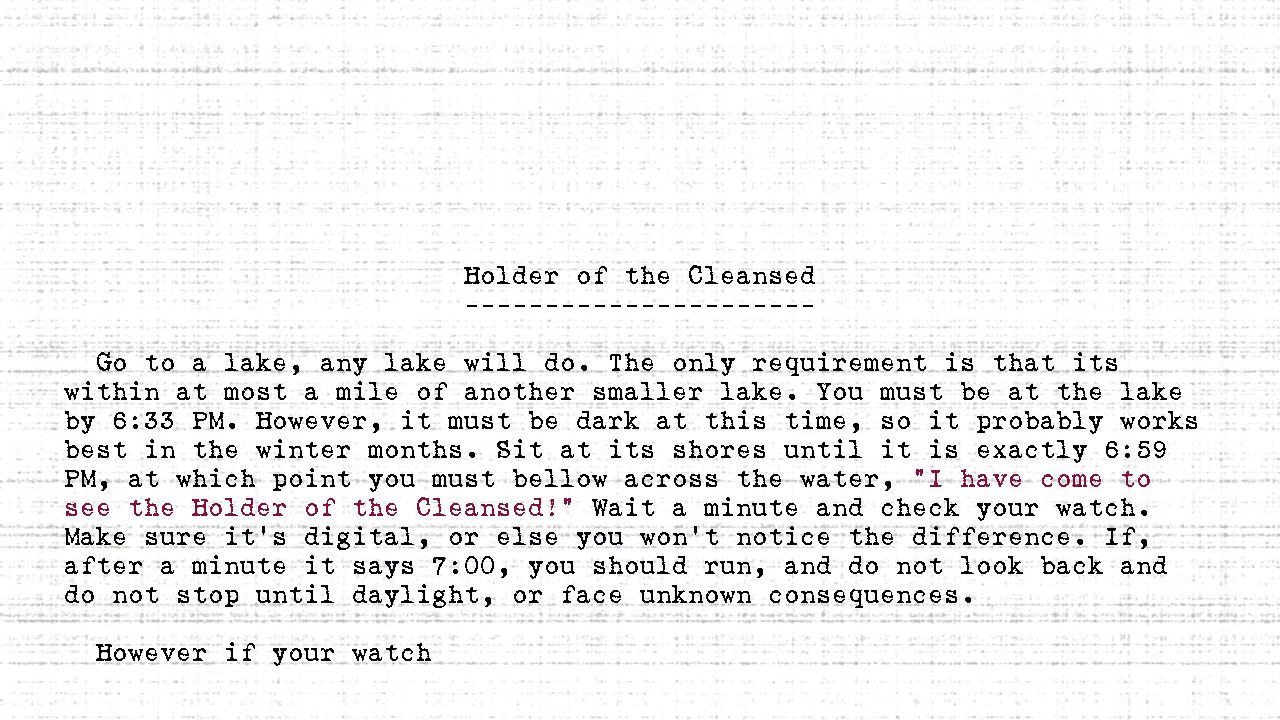 Holder of the Cleansed
----------------------
Go to a lake, any lake will do. The only requirement is that its
within at most a mile of another smaller lake. You must be at the lake
by 6:33 PM. However, it must be dark at this time, so it probably works
best in the winter months. Sit at its shores until it is exactly 6:59
PM, at which point you must bellow across the water, "I have come to
see the Holder of the Cleansed!" Wait a minute and check your watch.
Make sure it's digital, or else you won't notice the difference. If,
after a minute it says 7:00, you should run, and do not look back and
do not stop until daylight, or face unknown consequences.
However if your watch